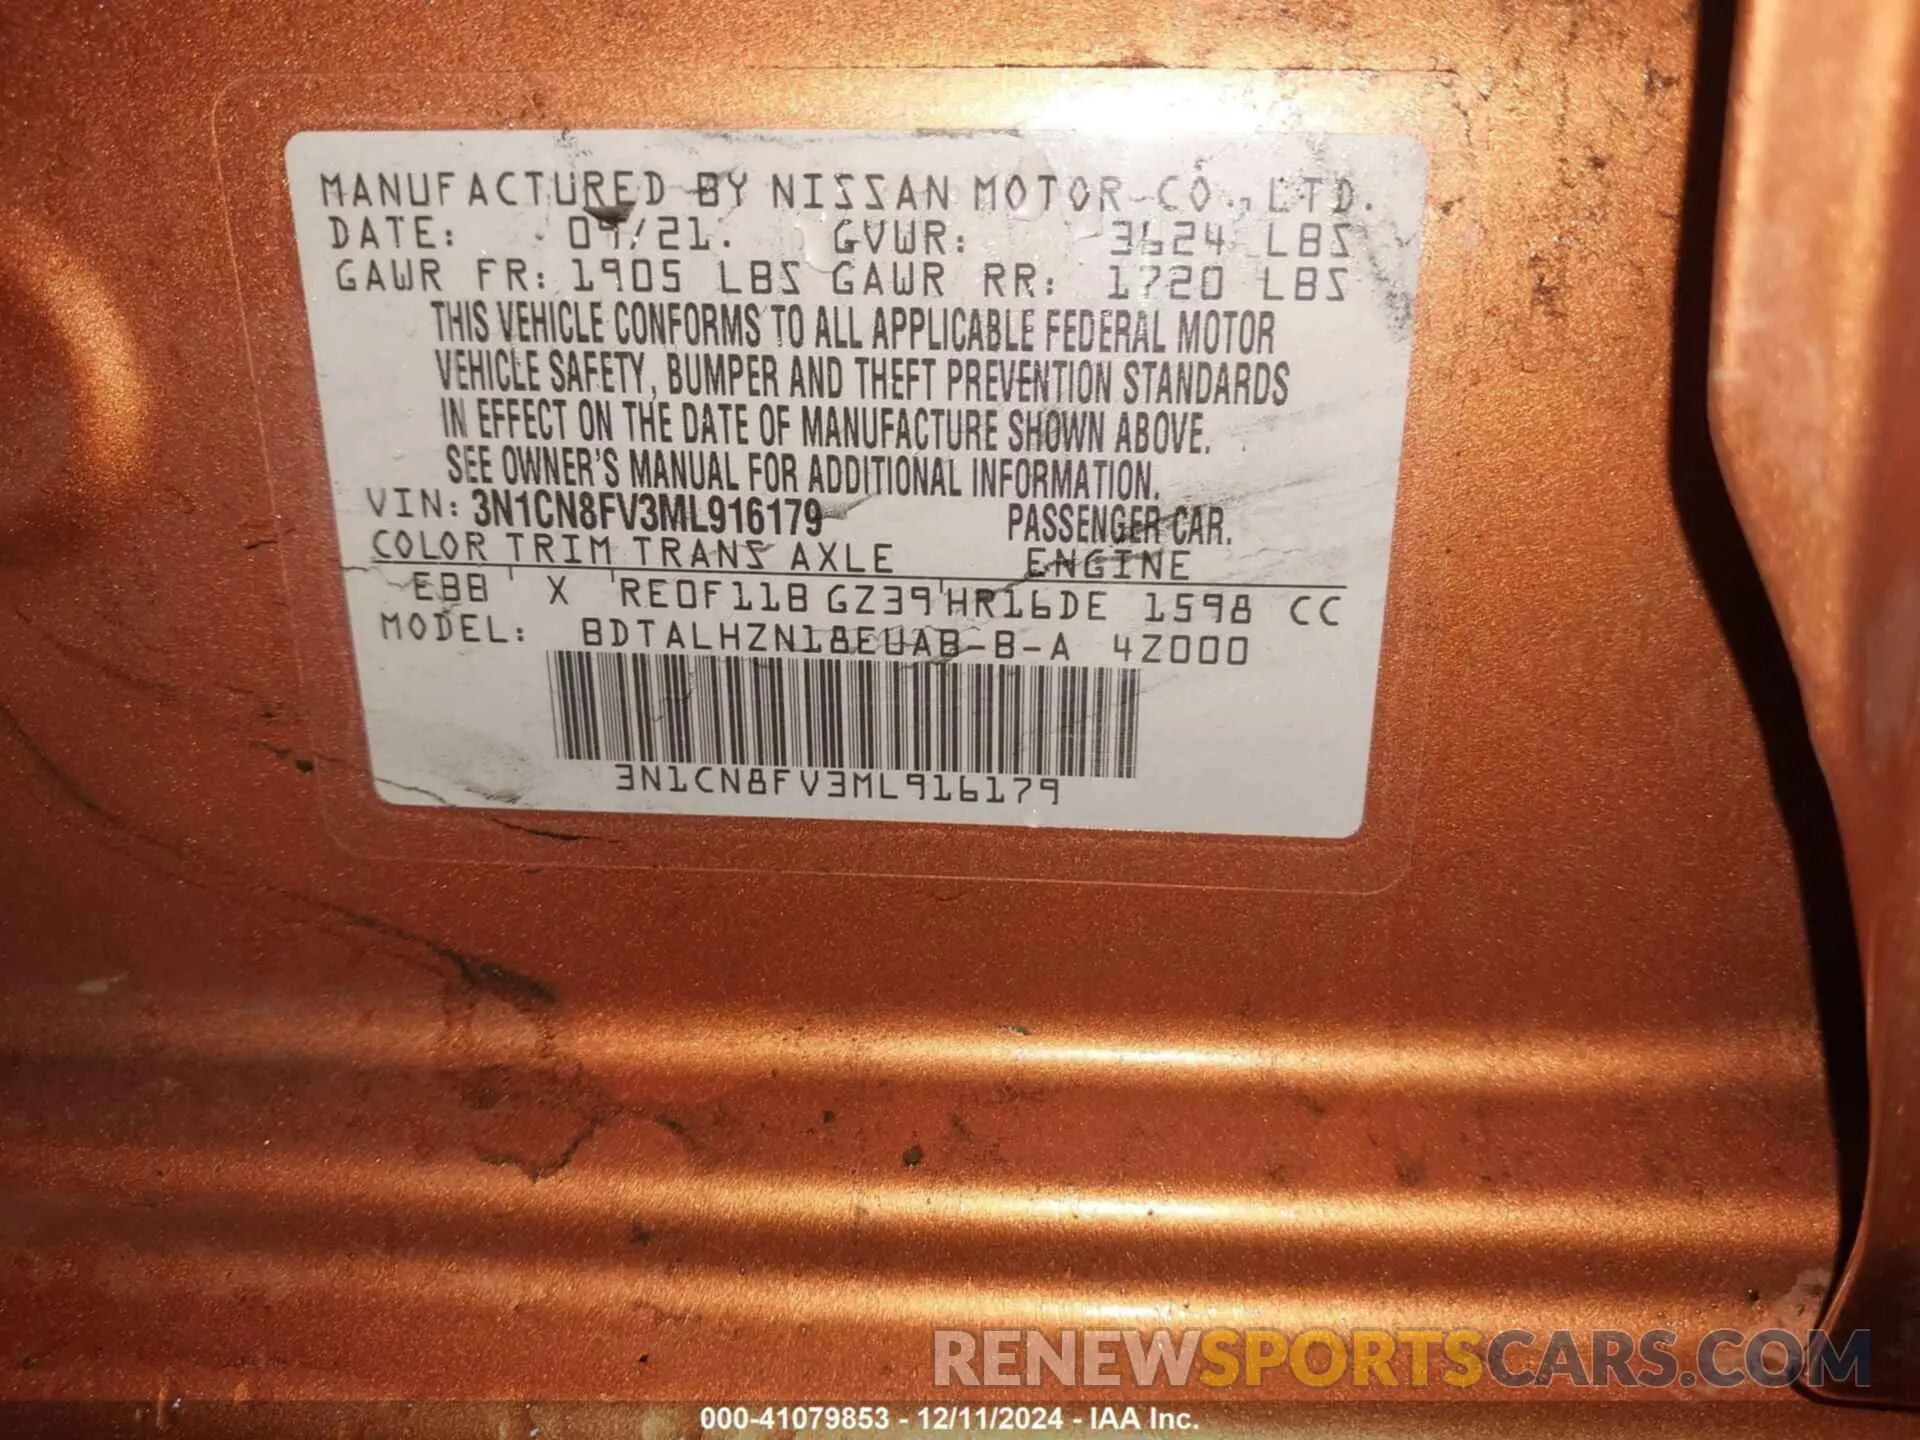 MANUFACTURED BY NISSAN MOTOR CO., LTD.
DATE: GVWR: 3624 LBS
GAWR FR: 1905 LBS GAWR RR: 1720 LBS
THIS VEHICLE CONFORMS TO ALL APPLICABLE FEDERAL MOTOR
VEHICLE SAFETY, BUMPER AND THEFT PREVENTION STANDARDS
IN EFFECT ON THE DATE OF MANUFACTURE SHOWN ABOVE.
SEE OWNER'S MANUAL FOR ADDITIONAL INFORMATION.
VIN: 3N1CN8FV3ML916179 PASSENGER CAR.
COLOR TRIM TRANS AXLE ENGINE
EBB X RE0F11B GZ39 HR16DE 1598 CC
MODEL: BDTALHZN18EUAB-B-A 4Z000
3N1CN8FV3ML916179
RENEWSPORTSCARS.COM
000-41079853 - 12/11/2024 - IAA Inc.